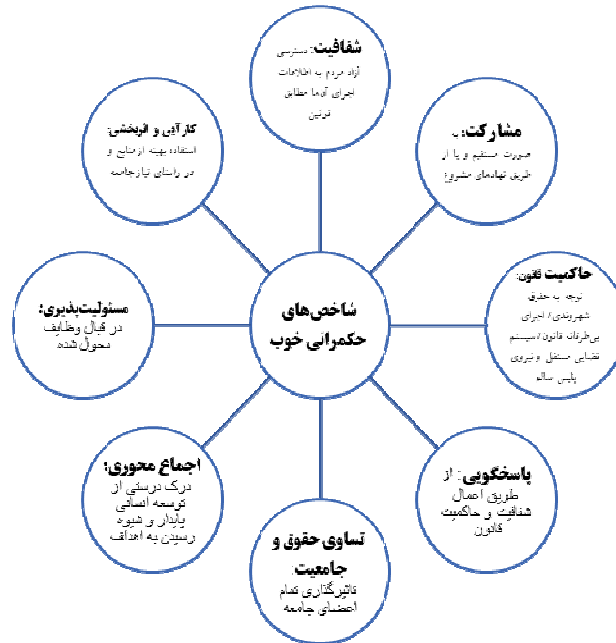 شفافیت: دسترسی
آزاد مردم به اطلاعات
اجرای آن‌ها مطابق
قوانین
مشارکت: به
صورت مستقیم و یا از
طریق نهادهای مشروع
حاکمیت قانون:
توجه به حقوق
شهروندی/ اجرای
بی‌طرفانه قانون/ سیستم
قضایی مستقل و نیروی
پلیس سالم
پاسخگویی: از
طریق اعمال
شفافیت و حاکمیت
قانون
تساوی حقوق و
جامعیت:
تاثیرگذاری تمام
اعضای جامعه
اجماع محوری:
درک درستی از
توسعه انسانی
پایدار و شیوه
رسیدن به اهداف
مسئولیت‌پذیری:
در قبال وظایف
محول شده
کارآیی و اثربخشی:
استفاده بهینه از منابع و
در راستای نیاز جامعه
شاخص‌های
حکمرانی خوب